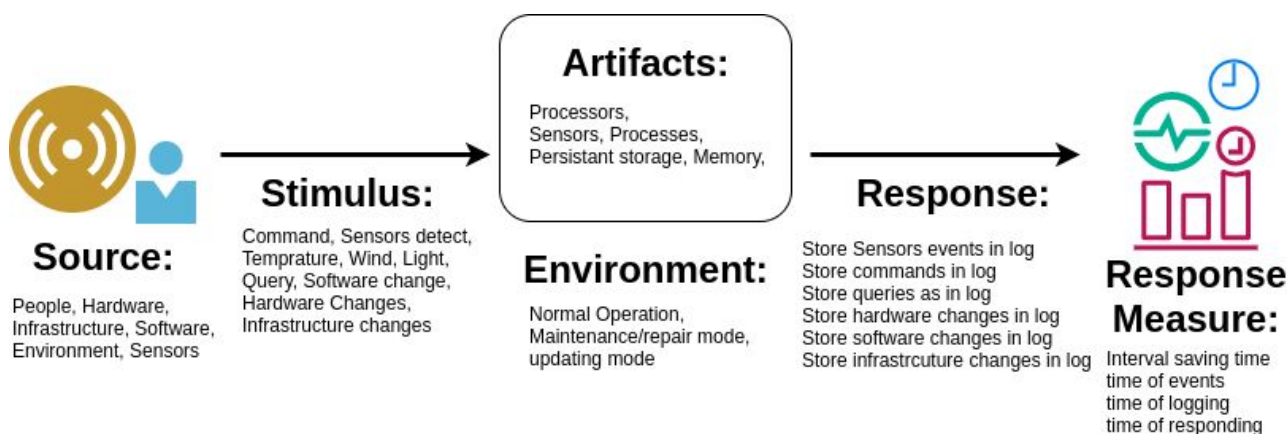 Source:
People, Hardware,
Infrastructure, Software,
Environment, Sensors
Stimulus:
Command, Sensors detect,
Temprature, Wind, Light,
Query, Software change,
Hardware Changes,
Infrastructure changes
Artifacts:
Processors,
Sensors, Processes,
Persistant storage, Memory,
Environment:
Normal Operation,
Maintenance/repair mode,
updating mode
Response:
Store Sensors events in log
Store commands in log
Store queries as in log
Store hardware changes in log
Store software changes in log
Store infrastrcuture changes in log
Response
Measure:
Interval saving time
time of events
time of logging
time of responding